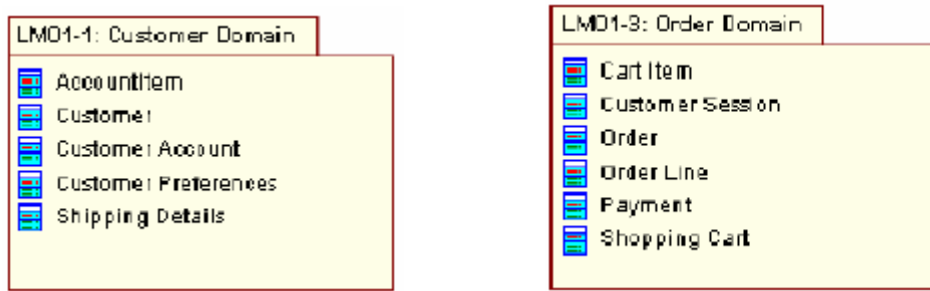 LM01-1: Customer Domain
AccountItem
Customer
Customer Account
Customer Preferences
Shipping Details
LM01-3: Order Domain
Cart Item
Customer Session
Order
Order Line
Payment
Shopping Cart